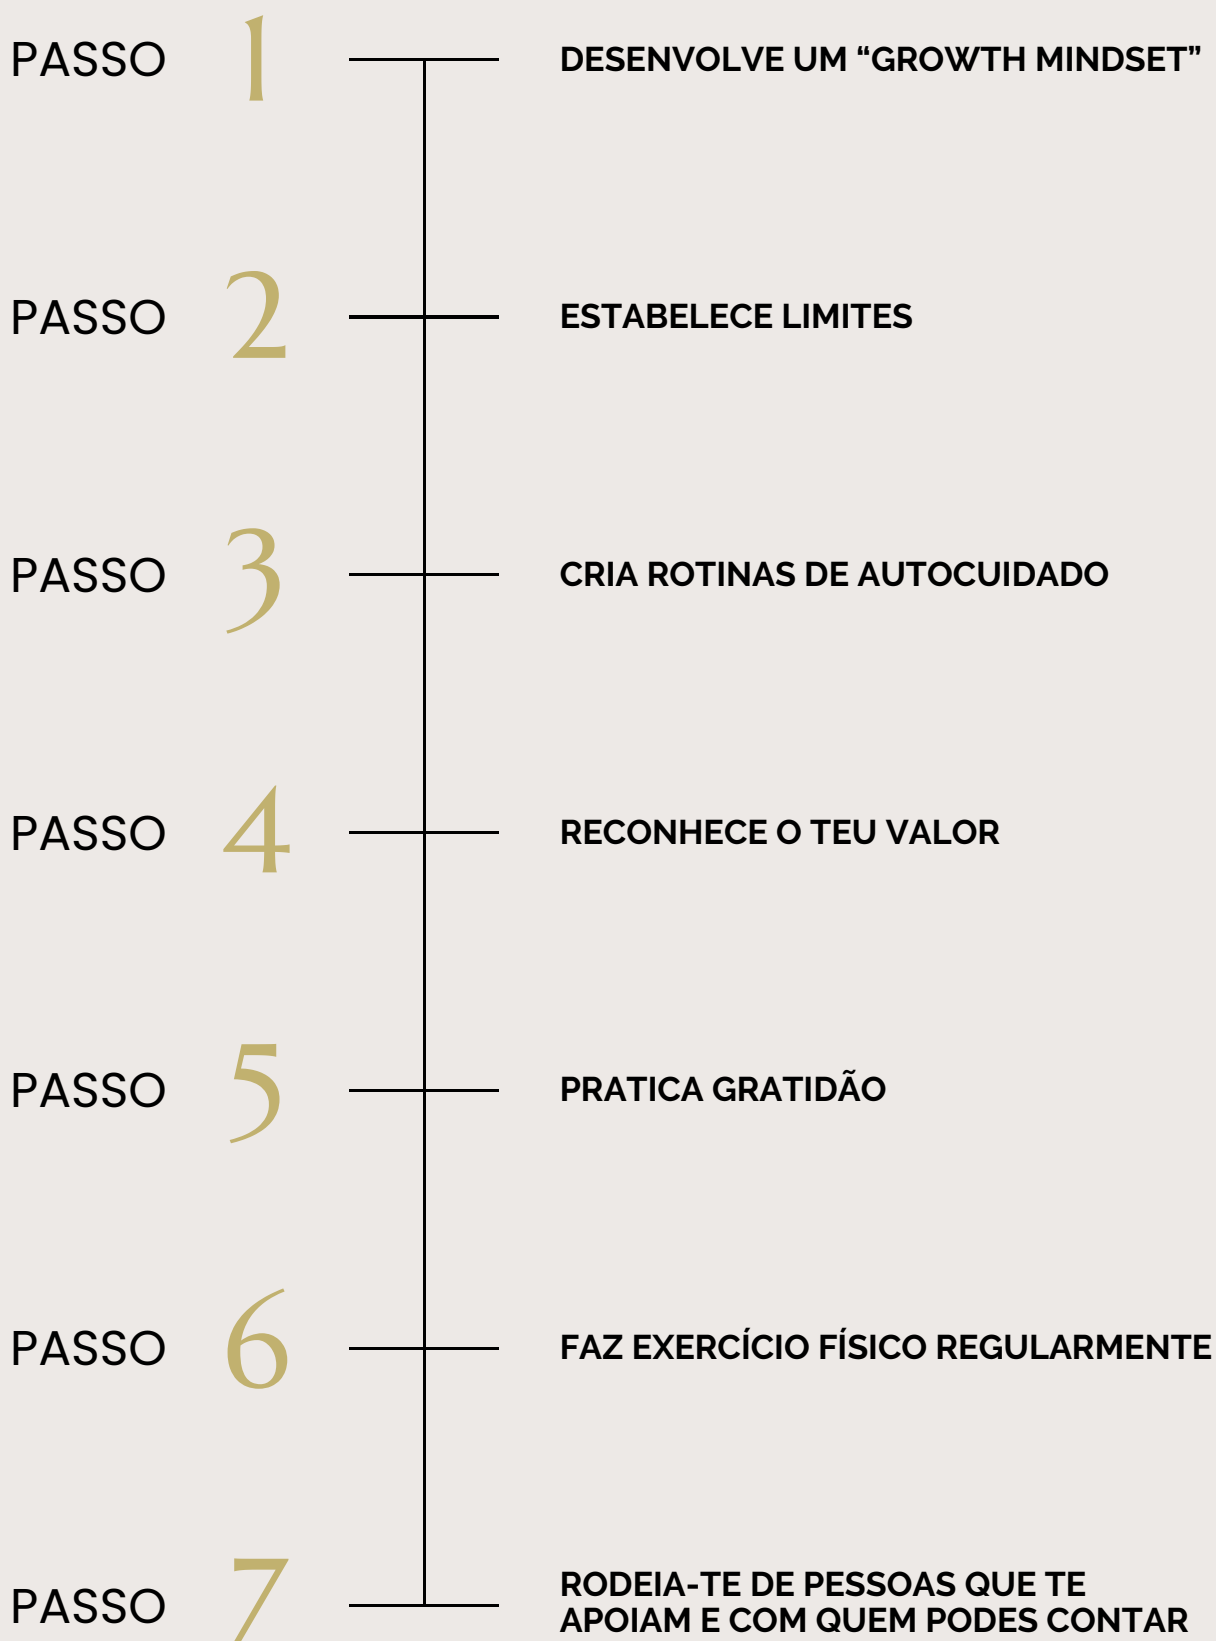 PASSO 1 DESENVOLVE UM “GROWTH MINDSET”
PASSO 2 ESTABELECE LIMITES
PASSO 3 CRIA ROTINAS DE AUTOCUIDADO
PASSO 4 RECONHECE O TEU VALOR
PASSO 5 PRATICA GRATIDÃO
PASSO 6 FAZ EXERCÍCIO FÍSICO REGULARMENTE
PASSO 7 RODEIA-TE DE PESSOAS QUE TE
APOIAM E COM QUEM PODES CONTAR